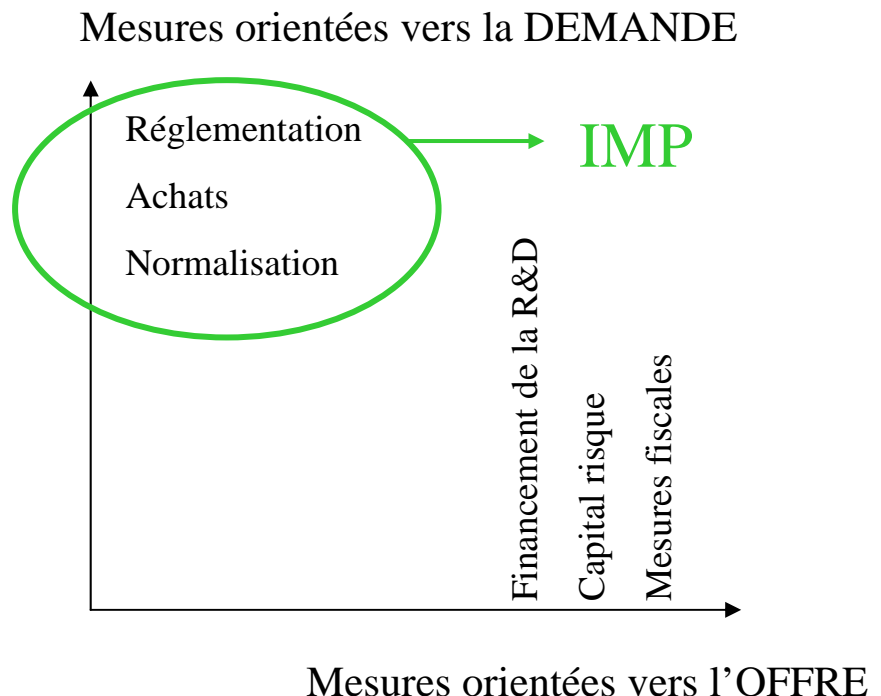 Mesures orientées vers la DEMANDE
Réglementation
IMP
Achats
Normalisation
Financement de la R&D
Capital risque
Mesures fiscales
Mesures orientées vers l’OFFRE